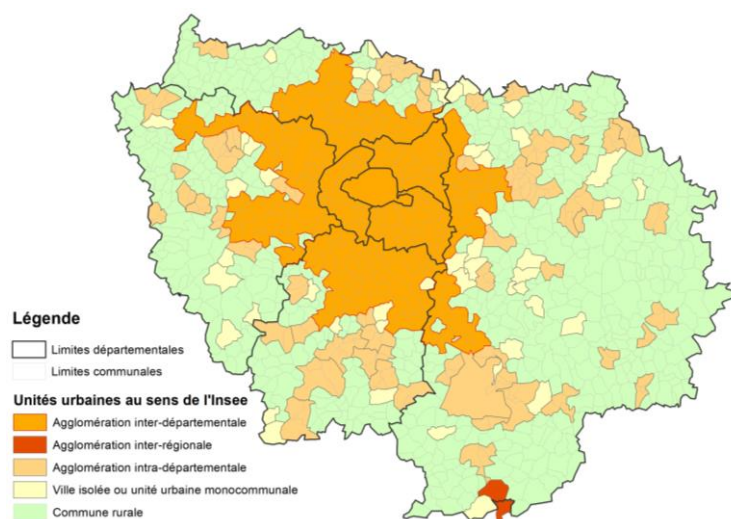 Légende
Limites départementales
Limites communales
Unités urbaines au sens de l'Insee
Agglomération inter-départementale
Agglomération inter-régionale
Agglomération intra-départementale
Ville isolée ou unité urbaine monocommunale
Commune rurale